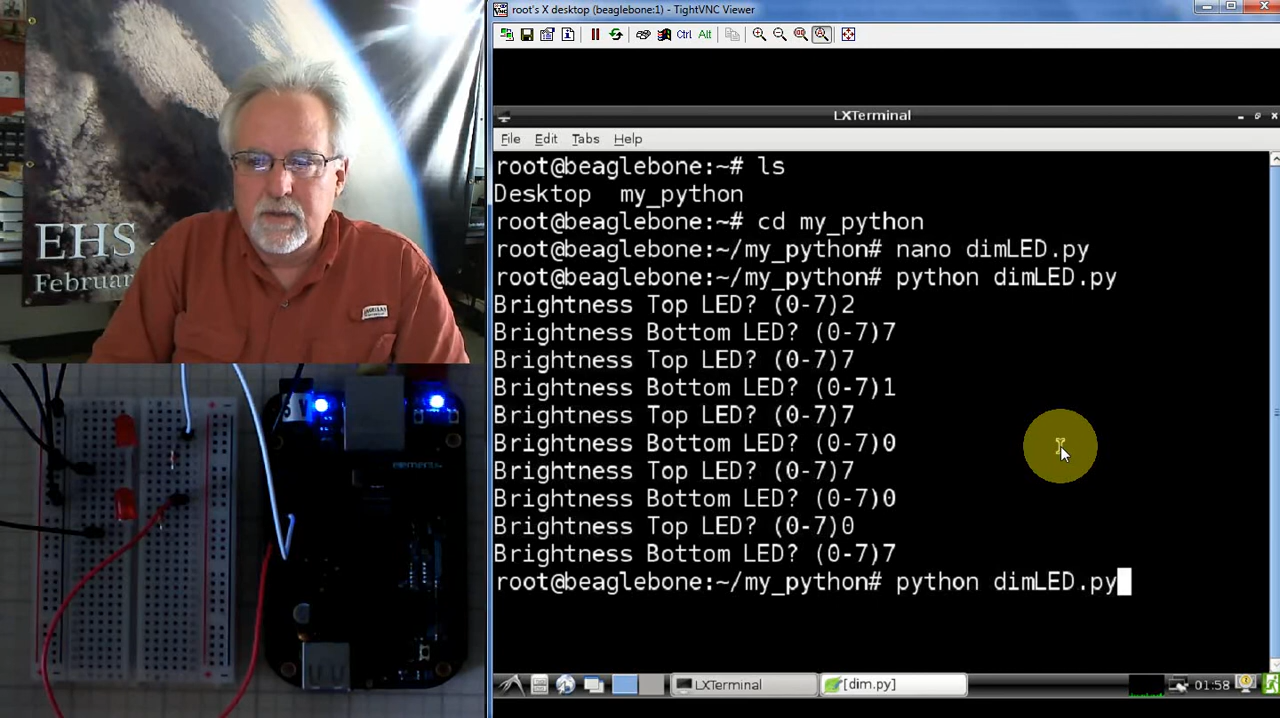 root's X desktop (beaglebone:1) - TightVNC Viewer
Ctrl Alt
LXTerminal
File Edit Tabs Help
root@beaglebone:~# ls
Desktop my_python
root@beaglebone:~# cd my_python
root@beaglebone:~/my_python# nano dimLED.py
root@beaglebone:~/my_python# python dimLED.py
Brightness Top LED? (0-7)2
Brightness Bottom LED? (0-7)7
Brightness Top LED? (0-7)7
Brightness Bottom LED? (0-7)1
Brightness Top LED? (0-7)7
Brightness Bottom LED? (0-7)0
Brightness Top LED? (0-7)7
Brightness Bottom LED? (0-7)0
Brightness Top LED? (0-7)0
Brightness Bottom LED? (0-7)7
root@beaglebone:~/my_python# python dimLED.py
LXTerminal
[dim.py]
01:58
EHS
Februar